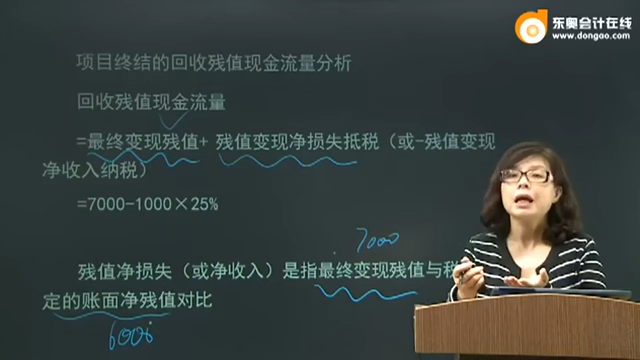 东奥会计在线
www.dongao.com
项目终结的回收残值现金流量分析
回收残值现金流量
=最终变现残值+ 残值变现净损失抵税（或-残值变现
净收入纳税）
=7000-1000×25%
7000
残值净损失（或净收入）是指最终变现残值与税
定的账面净残值对比
6000